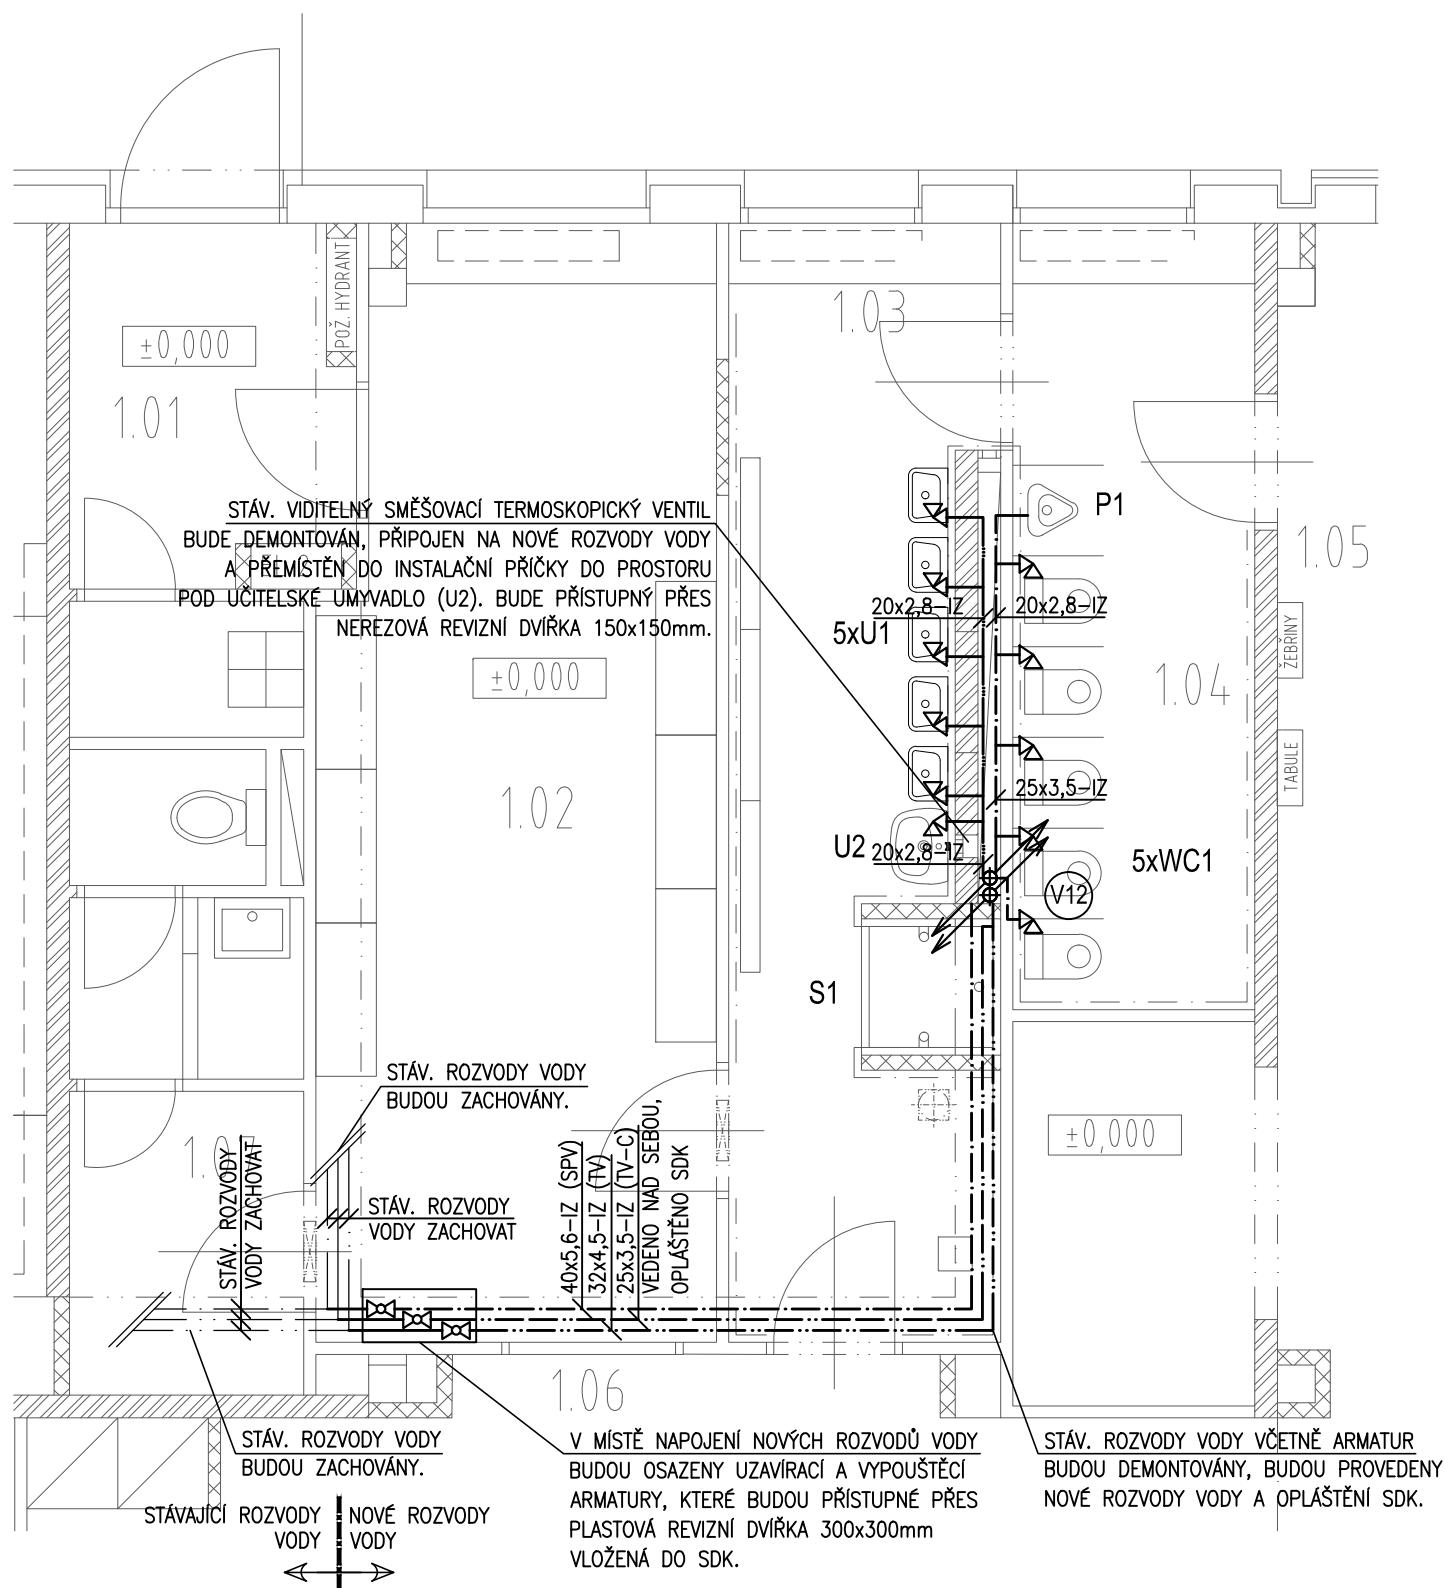 POŽ. HYDRANT
1.03
±0,000
1.01
STÁV. VIDITELNÝ SMĚŠOVACÍ TERMOSKOPICKÝ VENTIL
BUDE DEMONTOVÁN, PŘIPOJEN NA NOVÉ ROZVODY VODY
A PŘEMÍSTĚN DO INSTALAČNÍ PŘÍČKY DO PROSTORU
POD UČITELSKÉ UMYVADLO (U2). BUDE PŘÍSTUPNÝ PŘES
NEREZOVÁ REVIZNÍ DVÍŘKA 150x150mm.
P1
1.05
20x2,8-IZ
20x2,8-IZ
5xU1
ŽEBŘINY
±0,000
1.04
TABULE
1.02
25x3,5-IZ
U2
20x2,8-IZ
5xWC1
V12
S1
STÁV. ROZVODY VODY
BUDOU ZACHOVÁNY.
±0,000
STÁV. ROZVODY
VODY ZACHOVAT
STÁV. ROZVODY
VODY ZACHOVAT
40x5,6-IZ (SPV)
32x4,5-IZ (TV)
25x3,5-IZ (TV-C)
VEDENO NAD SEBOU,
OPLÁŠTĚNO SDK
1.06
STÁV. ROZVODY VODY
BUDOU ZACHOVÁNY.
V MÍSTĚ NAPOJENÍ NOVÝCH ROZVODŮ VODY
BUDOU OSAZENY UZAVÍRACÍ A VYPOUŠTĚCÍ
ARMATURY, KTERÉ BUDOU PŘÍSTUPNÉ PŘES
PLASTOVÁ REVIZNÍ DVÍŘKA 300x300mm
VLOŽENÁ DO SDK.
STÁV. ROZVODY VODY VČETNĚ ARMATUR
BUDOU DEMONTOVÁNY, BUDOU PROVEDENY
NOVÉ ROZVODY VODY A OPLÁŠTĚNÍ SDK.
STÁVAJÍCÍ ROZVODY
VODY
NOVÉ ROZVODY
VODY